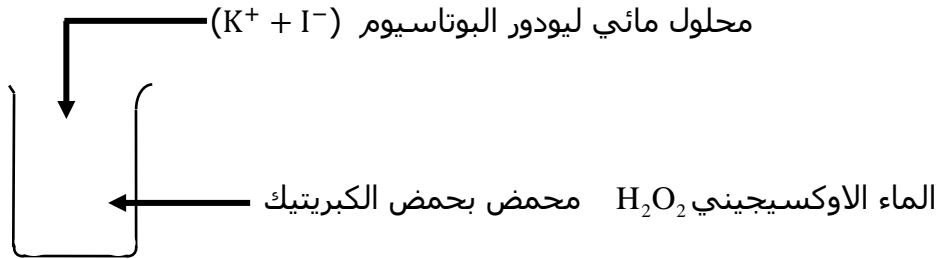 محلول مائي ليودور البوتاسيوم (K⁺ + I⁻)
الماء الاوكسيجيني H₂O₂ محمض بحمض الكبريتيك